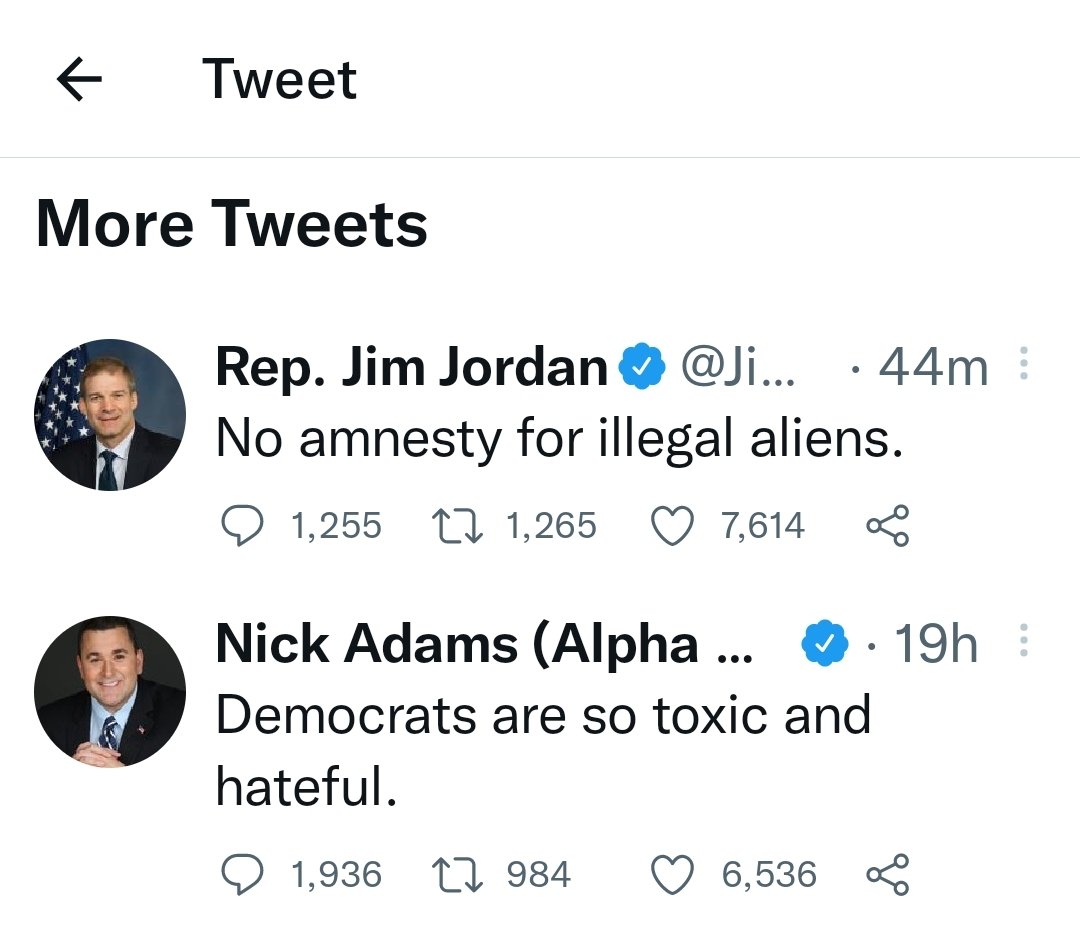 Tweet
More Tweets
Rep. Jim Jordan @Ji... · 44m
No amnesty for illegal aliens.
1,255 1,265 7,614
Nick Adams (Alpha ... · 19h
Democrats are so toxic and
hateful.
1,936 984 6,536